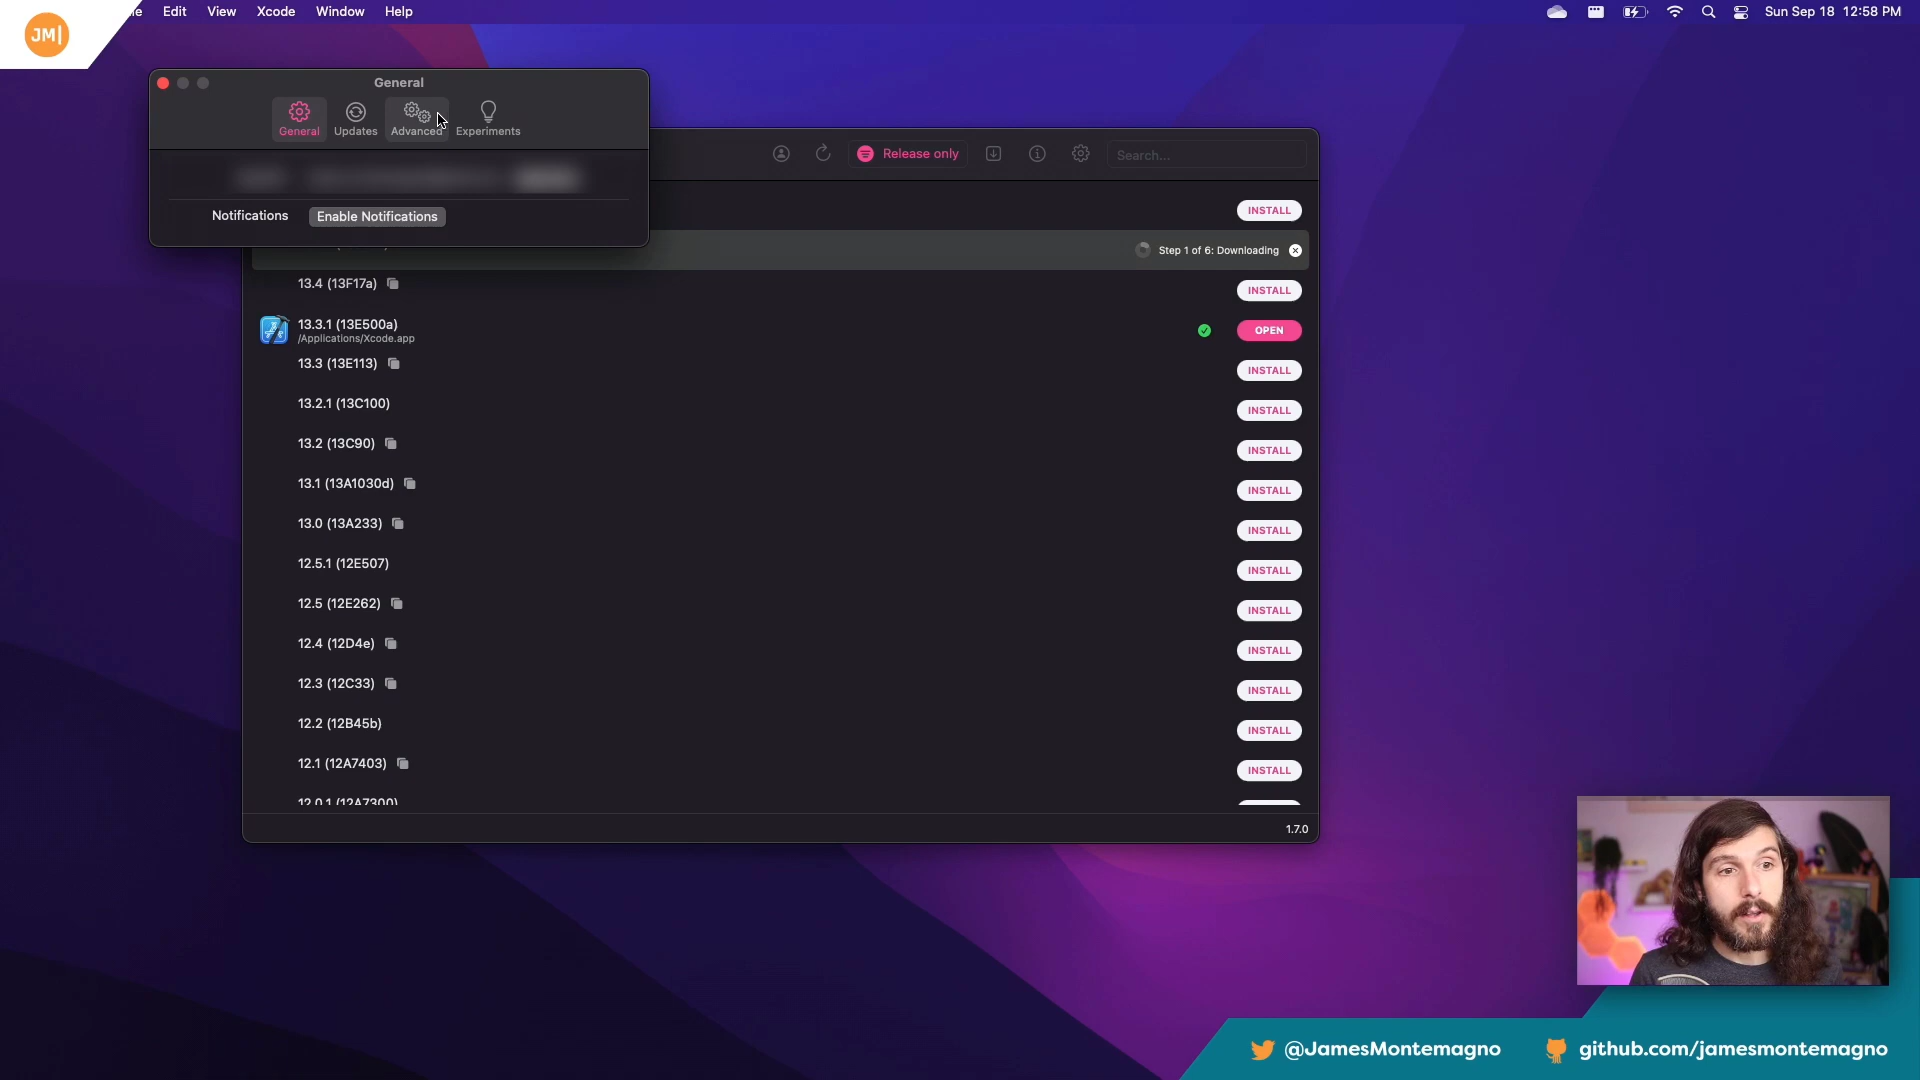 Edit View Xcode Window Help
Sun Sep 18 12:58 PM
JM|
General
General Updates Advanced Experiments
Release only
Search...
Notifications Enable Notifications
INSTALL
Step 1 of 6: Downloading
13.4 (13F17a) INSTALL
13.3.1 (13E500a) OPEN
/Applications/Xcode.app
13.3 (13E113) INSTALL
13.2.1 (13C100) INSTALL
13.2 (13C90) INSTALL
13.1 (13A1030d) INSTALL
13.0 (13A233) INSTALL
12.5.1 (12E507) INSTALL
12.5 (12E262) INSTALL
12.4 (12D4e) INSTALL
12.3 (12C33) INSTALL
12.2 (12B45b) INSTALL
12.1 (12A7403) INSTALL
12.0.1 (12A7300)
1.7.0
@JamesMontemagno
github.com/jamesmontemagno